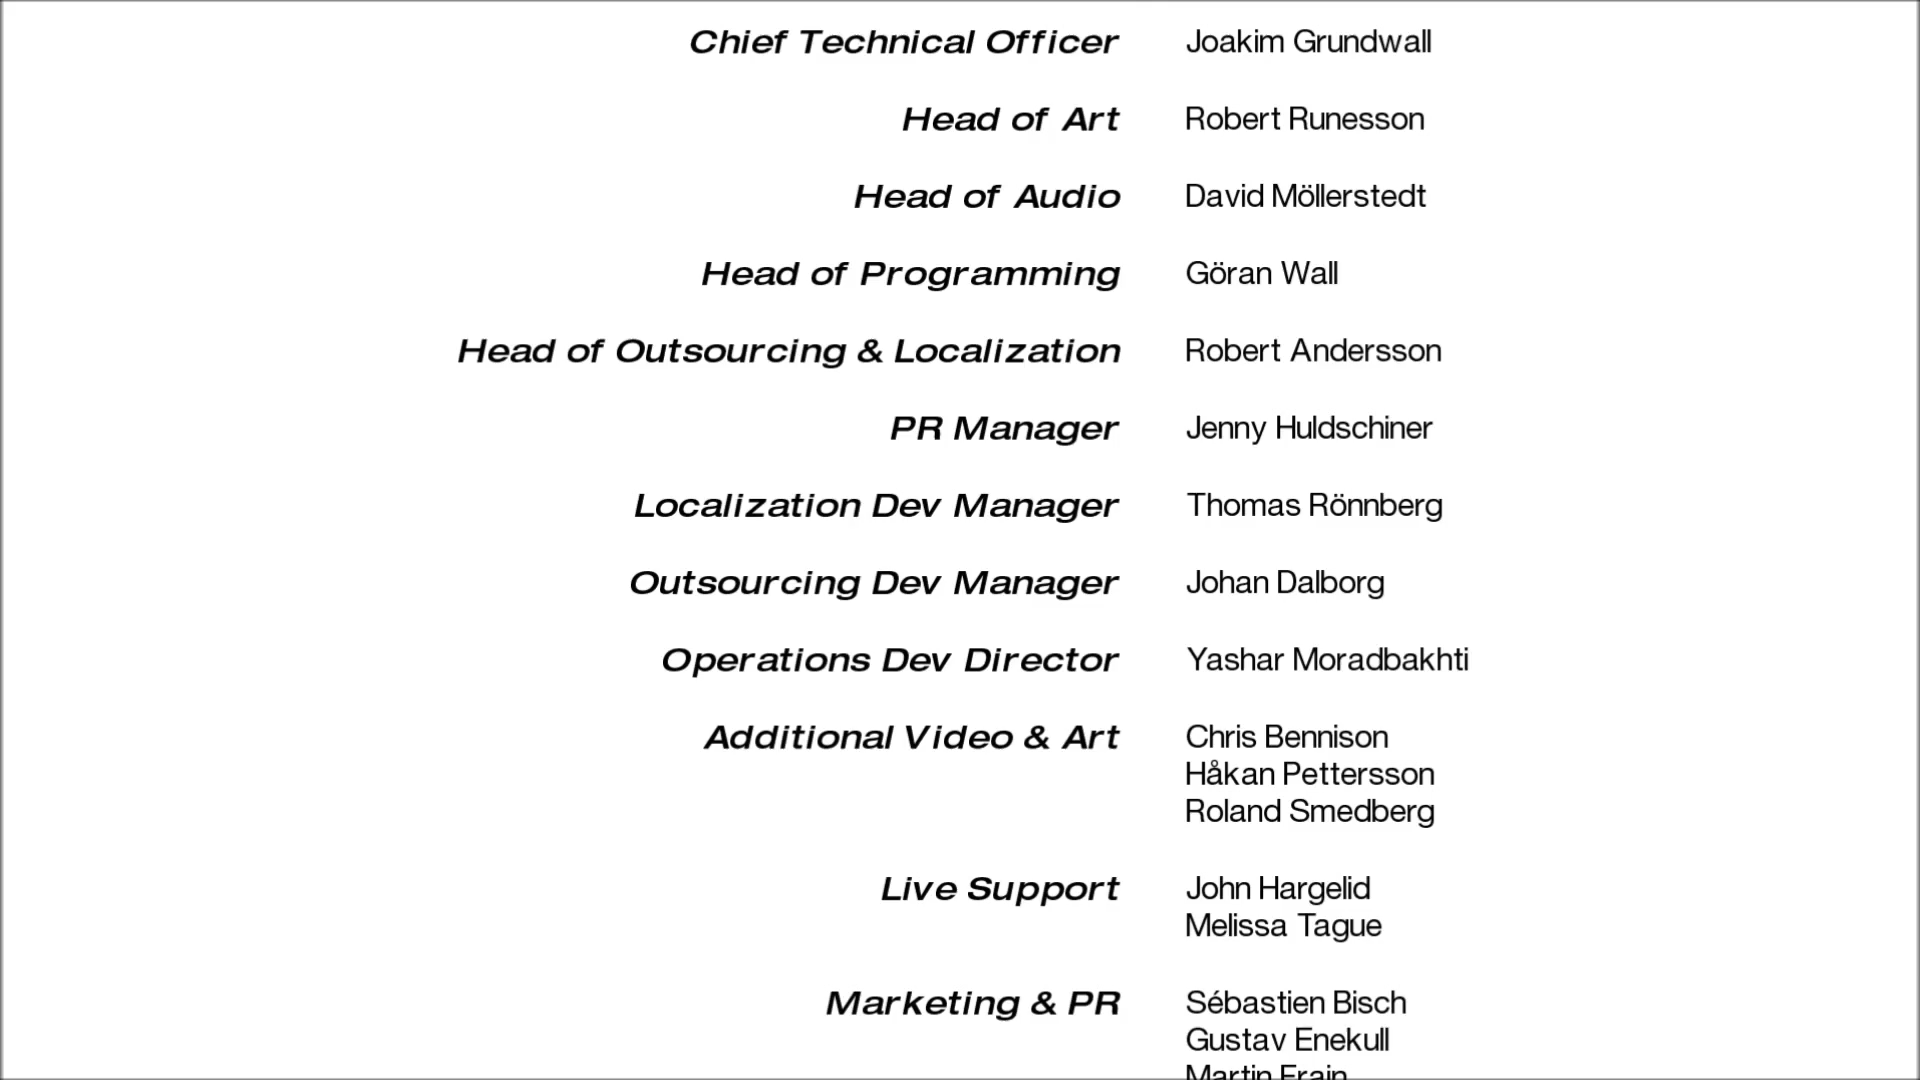 Chief Technical Officer Joakim Grundwall
Head of Art Robert Runesson
Head of Audio David Möllerstedt
Head of Programming Göran Wall
Head of Outsourcing & Localization Robert Andersson
PR Manager Jenny Huldschiner
Localization Dev Manager Thomas Rönnberg
Outsourcing Dev Manager Johan Dalborg
Operations Dev Director Yashar Moradbakhti
Additional Video & Art Chris Bennison
Håkan Pettersson
Roland Smedberg
Live Support John Hargelid
Melissa Tague
Marketing & PR Sébastien Bisch
Gustav Enekull
Martin Frain